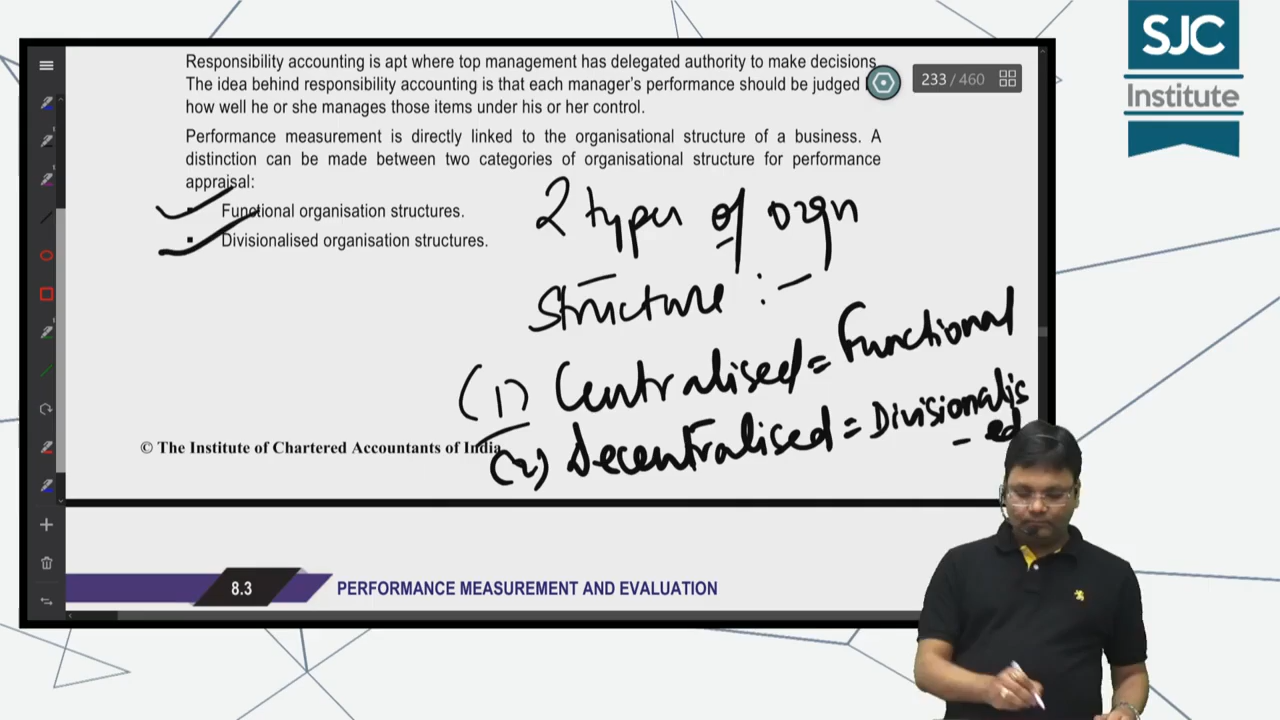 SJC
Institute
233 / 460
Responsibility accounting is apt where top management has delegated authority to make decisions.
The idea behind responsibility accounting is that each manager's performance should be judged
how well he or she manages those items under his or her control.
Performance measurement is directly linked to the organisational structure of a business. A
distinction can be made between two categories of organisational structure for performance
appraisal:
▪ Functional organisation structures.
▪ Divisionalised organisation structures.
2 types of orgn
Structure :-
(1) Centralised = Functional
(2) Decentralised = Divisionalis
- ed
© The Institute of Chartered Accountants of India
8.3 PERFORMANCE MEASUREMENT AND EVALUATION